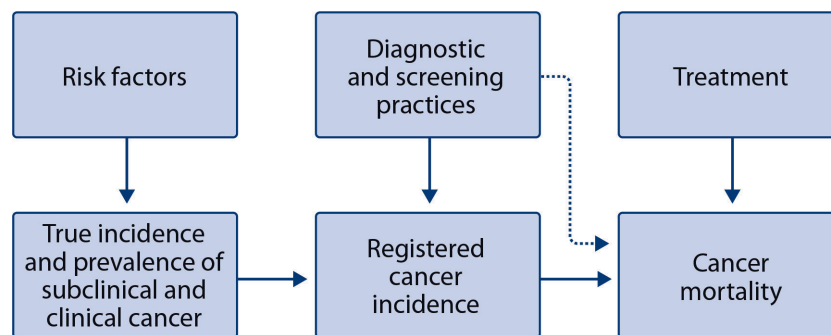 Risk factors
Diagnostic
and screening
practices
Treatment
True incidence
and prevalence of
subclinical and
clinical cancer
Registered
cancer
incidence
Cancer
mortality